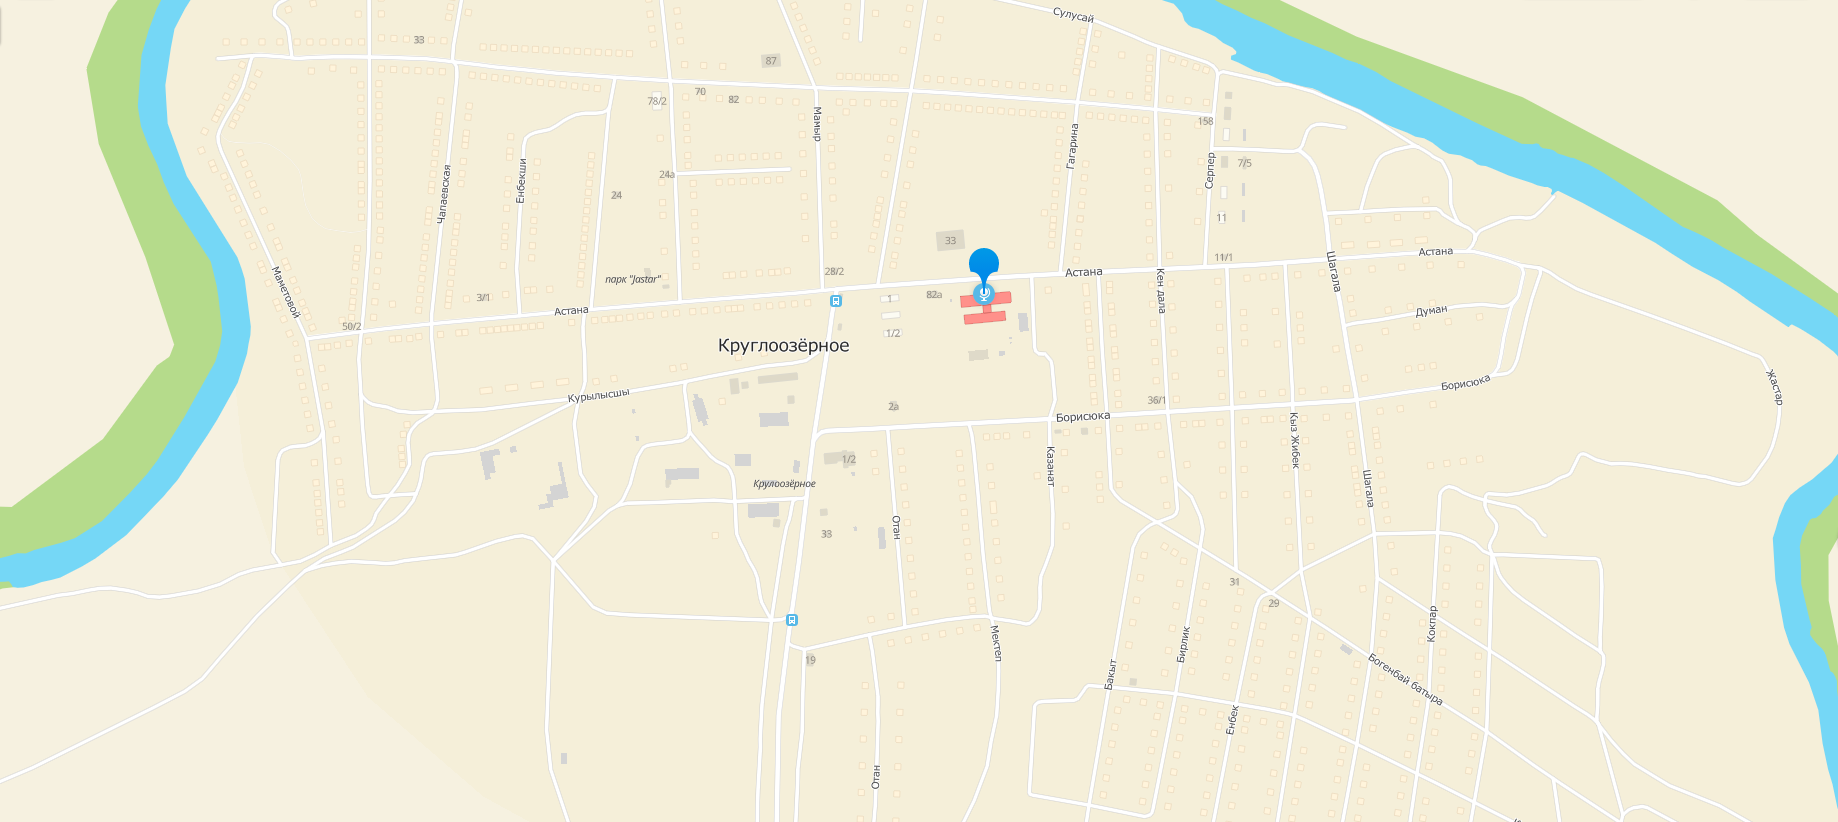 Сулусай
33
87
78/2
70
82
Мамыр
158
Гагарина
7/5
Серпер
Чапаевская
Енбекши
24а
24
11
33
Шагала
Астана
11/1
Маметовой
парк "Jastar"
28/2
Астана
Кен дала
3/1
82а
1
Астана
Думан
50/2
1/2
Круглоозёрное
Жастар
Борисюка
Курылысшы
2а
36/1
Борисюка
Кыз Жибек
1/2
Казанат
Круглоозёрное
Шагала
Отан
33
31
29
Кокпар
Мектеп
Бирлик
19
Бакыт
Богенбай батыра
Енбек
Отан